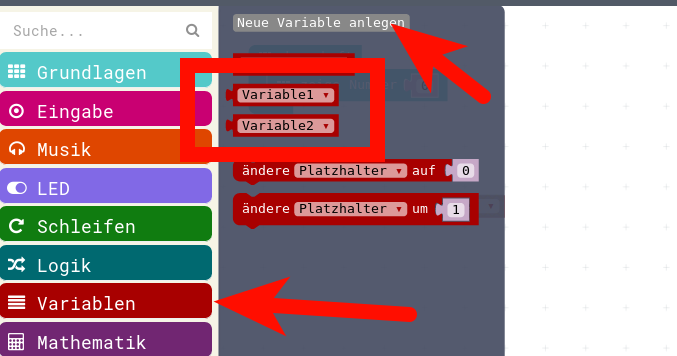 Suche...
Grundlagen
Eingabe
Musik
LED
Schleifen
Logik
Variablen
Mathematik
Neue Variable anlegen
Variable1
Variable2
ändere Platzhalter auf 0
ändere Platzhalter um 1